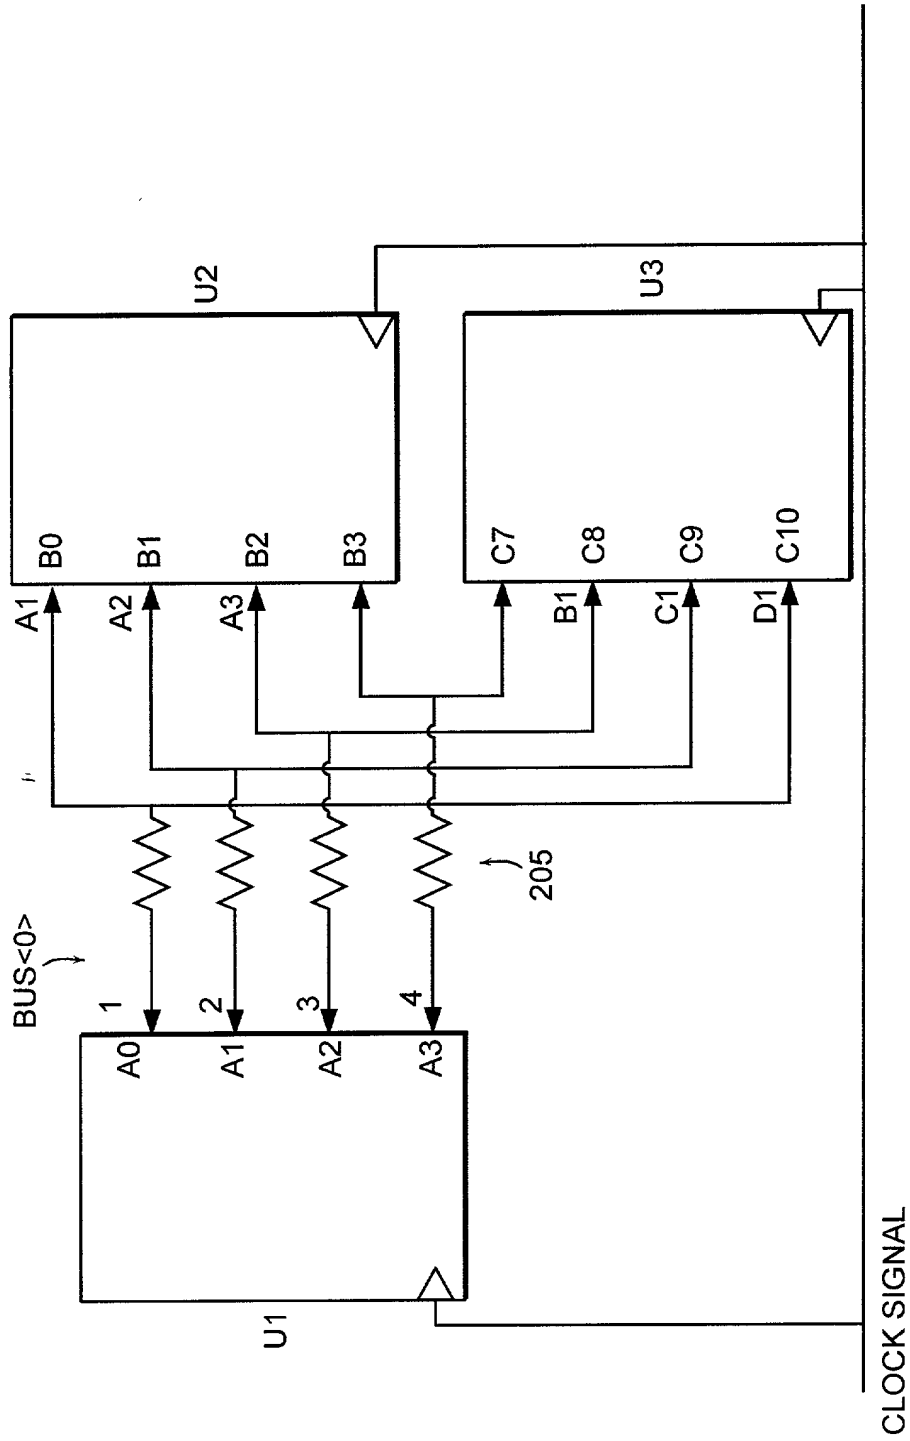 BUS<0>
U1
A0
1
A1
2
A2
3
A3
4
205
U2
A1
B0
A2
B1
A3
B2
B3
U3
C7
B1
C8
C1
C9
D1
C10
CLOCK SIGNAL